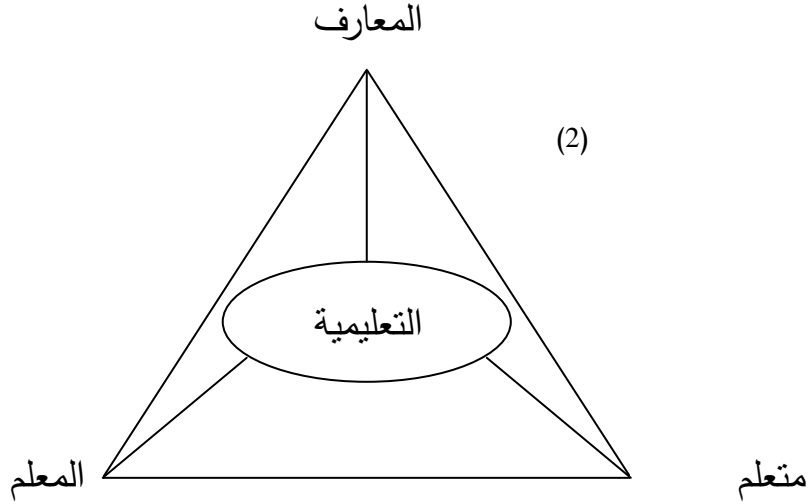 المعارف
(2)
التعليمية
متعلم
المعلم